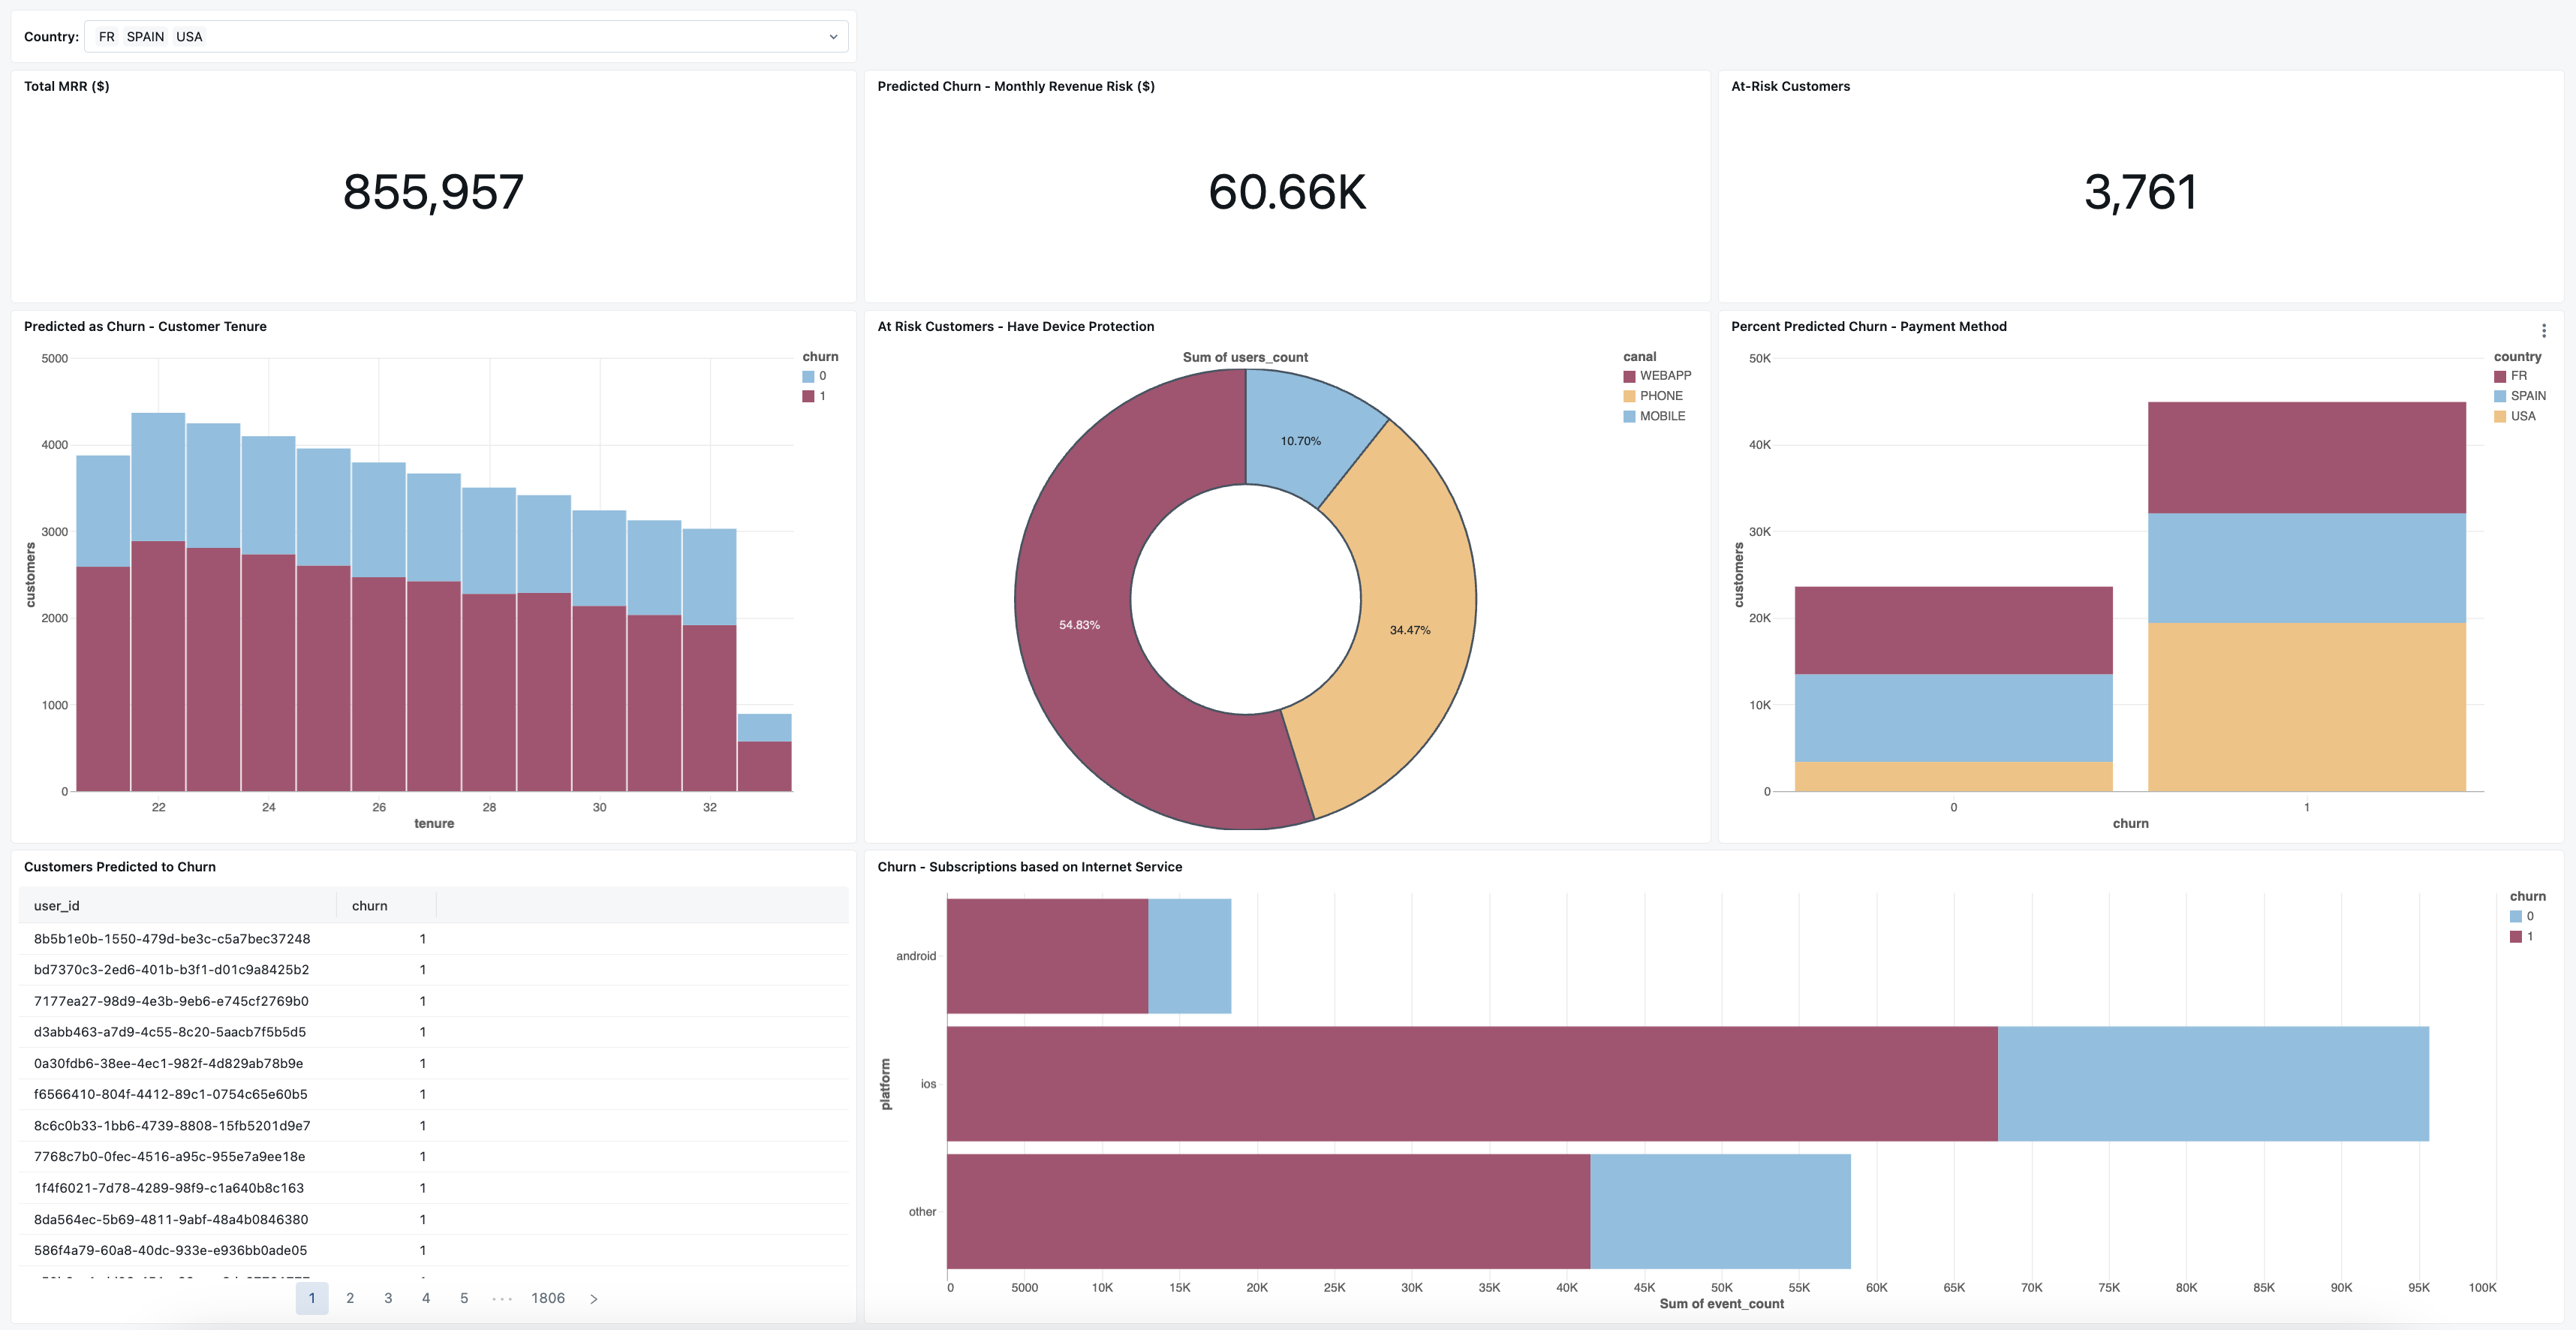 Country: FR SPAIN USA
Total MRR ($)
855,957
Predicted Churn - Monthly Revenue Risk ($)
60.66K
At-Risk Customers
3,761
Predicted as Churn - Customer Tenure
churn
0
1
5000
4000
3000
2000
1000
0
customers
22 24 26 28 30 32
tenure
At Risk Customers - Have Device Protection
Sum of users_count
canal
WEBAPP
PHONE
MOBILE
10.70%
54.83%
34.47%
Percent Predicted Churn - Payment Method
country
FR
SPAIN
USA
50K
40K
30K
20K
10K
0
customers
0 1
churn
Customers Predicted to Churn
user_id churn
8b5b1e0b-1550-479d-be3c-c5a7bec37248 1
bd7370c3-2ed6-401b-b3f1-d01c9a8425b2 1
7177ea27-98d9-4e3b-9eb6-e745cf2769b0 1
d3abb463-a7d9-4c55-8c20-5aacb7f5b5d5 1
0a30fdb6-38ee-4ec1-982f-4d829ab78b9e 1
f6566410-804f-4412-89c1-0754c65e60b5 1
8c6c0b33-1bb6-4739-8808-15fb5201d9e7 1
7768c7b0-0fec-4516-a95c-955e7a9ee18e 1
1f4f6021-7d78-4289-98f9-c1a640b8c163 1
8da564ec-5b69-4811-9abf-48a4b0846380 1
586f4a79-60a8-40dc-933e-e936bb0ade05 1
1 2 3 4 5 ••• 1806 >
Churn - Subscriptions based on Internet Service
churn
0
1
android
ios
other
platform
0 5000 10K 15K 20K 25K 30K 35K 40K 45K 50K 55K 60K 65K 70K 75K 80K 85K 90K 95K 100K
Sum of event_count